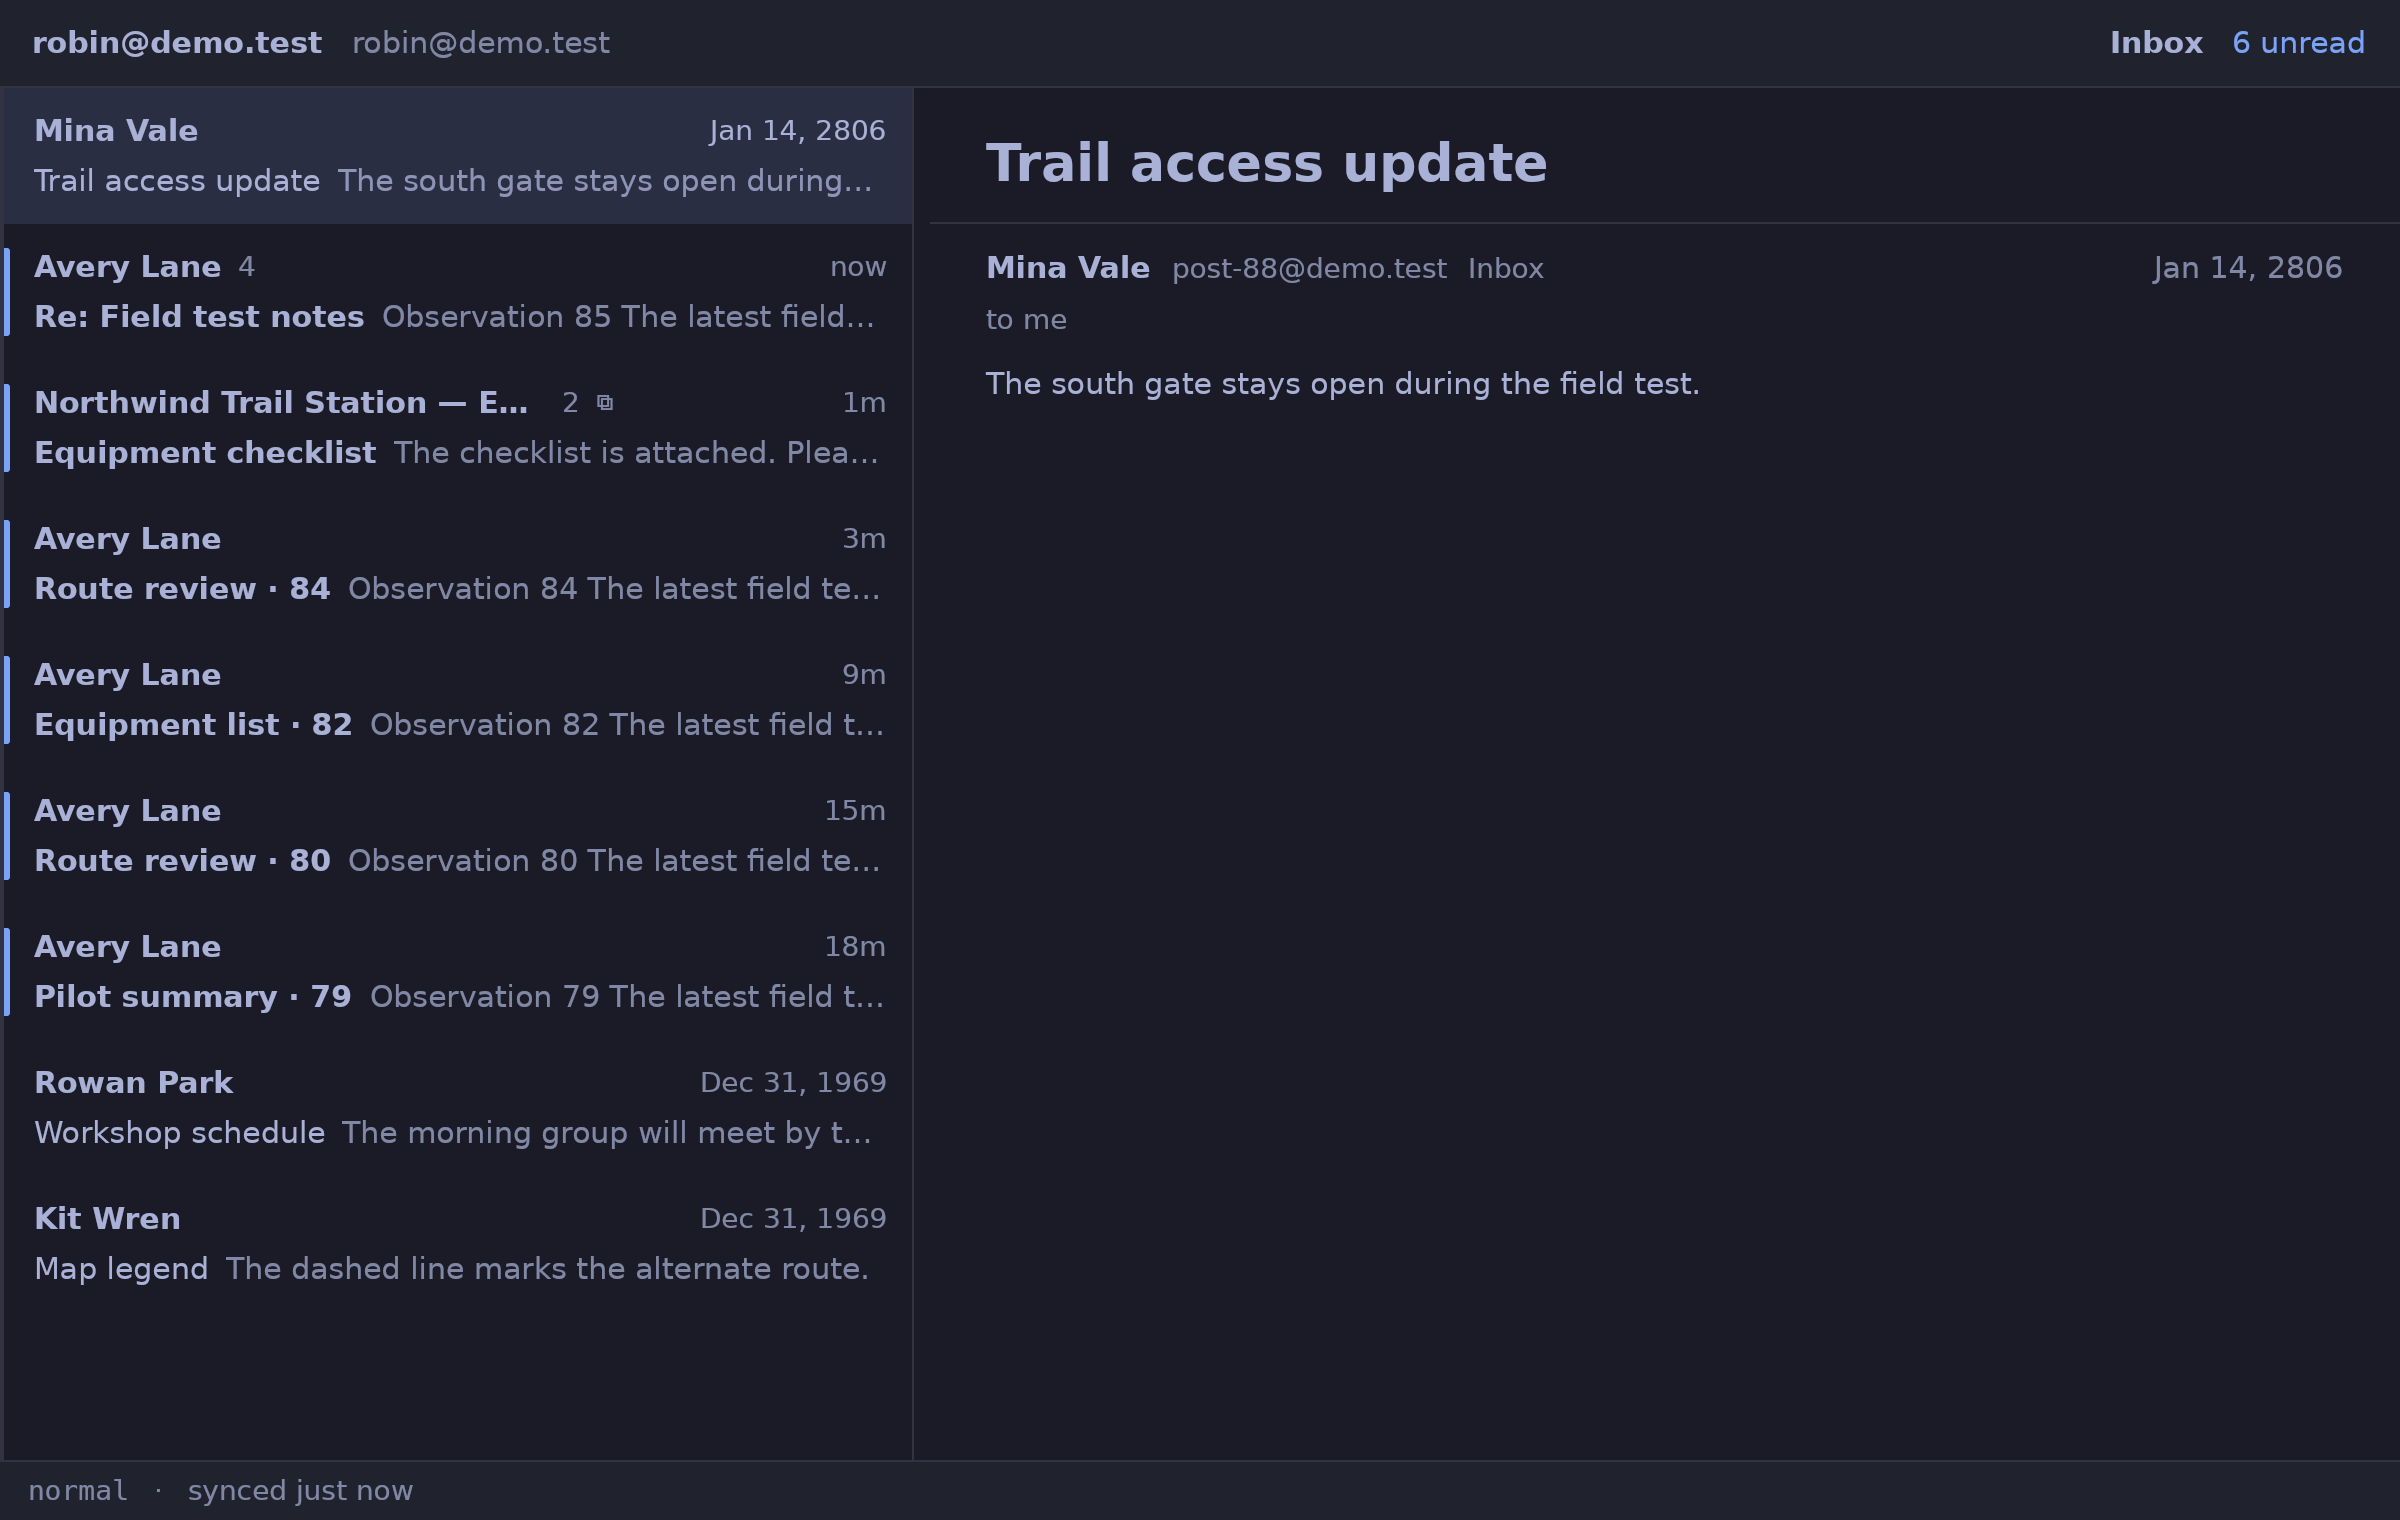 robin@demo.test robin@demo.test Inbox 6 unread
Mina Vale Jan 14, 2806
Trail access update The south gate stays open during…
Avery Lane 4 now
Re: Field test notes Observation 85 The latest field…
Northwind Trail Station — E… 2 1m
Equipment checklist The checklist is attached. Plea…
Avery Lane 3m
Route review · 84 Observation 84 The latest field te…
Avery Lane 9m
Equipment list · 82 Observation 82 The latest field t…
Avery Lane 15m
Route review · 80 Observation 80 The latest field te…
Avery Lane 18m
Pilot summary · 79 Observation 79 The latest field t…
Rowan Park Dec 31, 1969
Workshop schedule The morning group will meet by t…
Kit Wren Dec 31, 1969
Map legend The dashed line marks the alternate route.
Trail access update
Mina Vale post-88@demo.test Inbox Jan 14, 2806
to me
The south gate stays open during the field test.
normal · synced just now